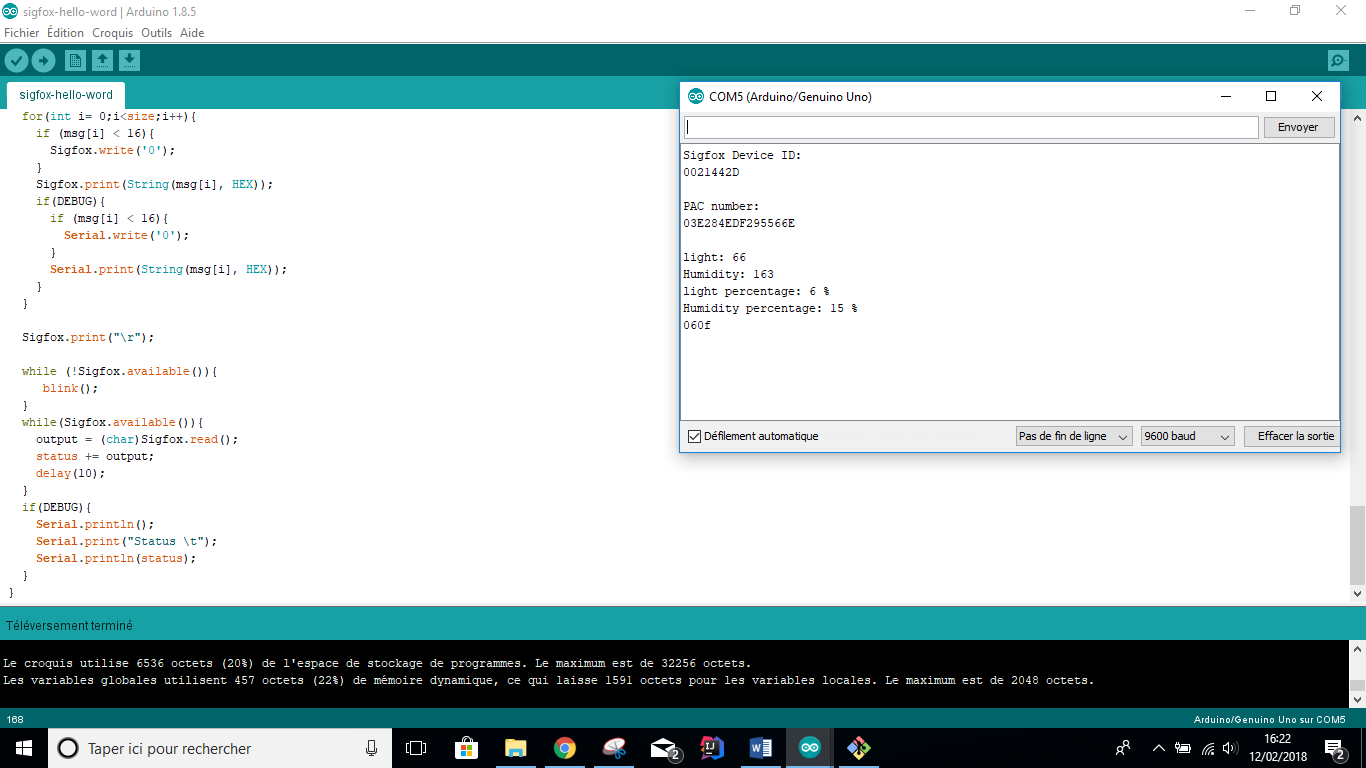 sigfox-hello-word | Arduino 1.8.5
Fichier Édition Croquis Outils Aide
sigfox-hello-word
for(int i= 0;i<size;i++){
if (msg[i] < 16){
Sigfox.write('0');
}
Sigfox.print(String(msg[i], HEX));
if(DEBUG){
if (msg[i] < 16){
Serial.write('0');
}
Serial.print(String(msg[i], HEX));
}
}
Sigfox.print("\r");
while (!Sigfox.available()){
blink();
}
while(Sigfox.available()){
output = (char)Sigfox.read();
status += output;
delay(10);
}
if(DEBUG){
Serial.println();
Serial.print("Status \t");
Serial.println(status);
}
}
COM5 (Arduino/Genuino Uno)
Envoyer
Sigfox Device ID:
0021442D
PAC number:
03E284EDF295566E
light: 66
Humidity: 163
light percentage: 6 %
Humidity percentage: 15 %
060f
Défilement automatique
Pas de fin de ligne
9600 baud
Effacer la sortie
Téléversement terminé
Le croquis utilise 6536 octets (20%) de l'espace de stockage de programmes. Le maximum est de 32256 octets.
Les variables globales utilisent 457 octets (22%) de mémoire dynamique, ce qui laisse 1591 octets pour les variables locales. Le maximum est de 2048 octets.
168
Arduino/Genuino Uno sur COM5
Taper ici pour rechercher
2
16:22
12/02/2018
2